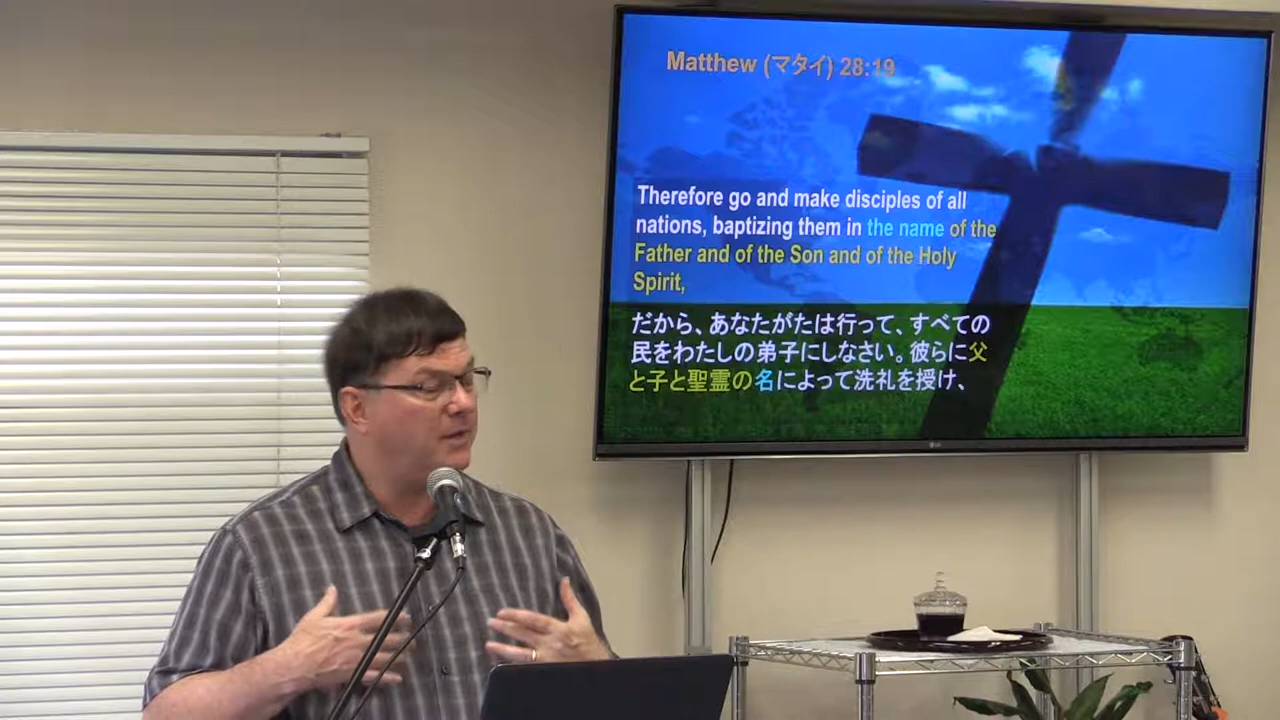 Matthew (マタイ) 28:19
Therefore go and make disciples of all
nations, baptizing them in the name of the
Father and of the Son and of the Holy
Spirit,
だから、あなたがたは行って、すべての
民をわたしの弟子にしなさい。彼らに父
と子と聖霊の名によって洗礼を授け、
LG